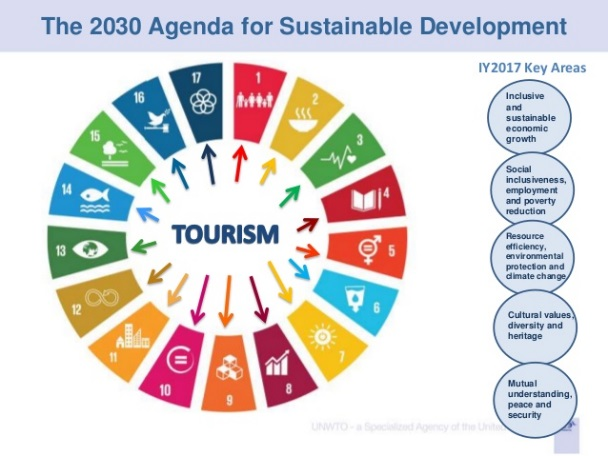 The 2030 Agenda for Sustainable Development
IY2017 Key Areas
1
2
3
4
5
6
7
8
9
10
11
12
13
14
15
16
17
TOURISM
Inclusive
and
sustainable
economic
growth
Social
inclusiveness,
employment
and poverty
reduction
Resource
efficiency,
environmental
protection and
climate change
Cultural values,
diversity and
heritage
Mutual
understanding,
peace and
security
UNWTO - a Specialized Agency of the